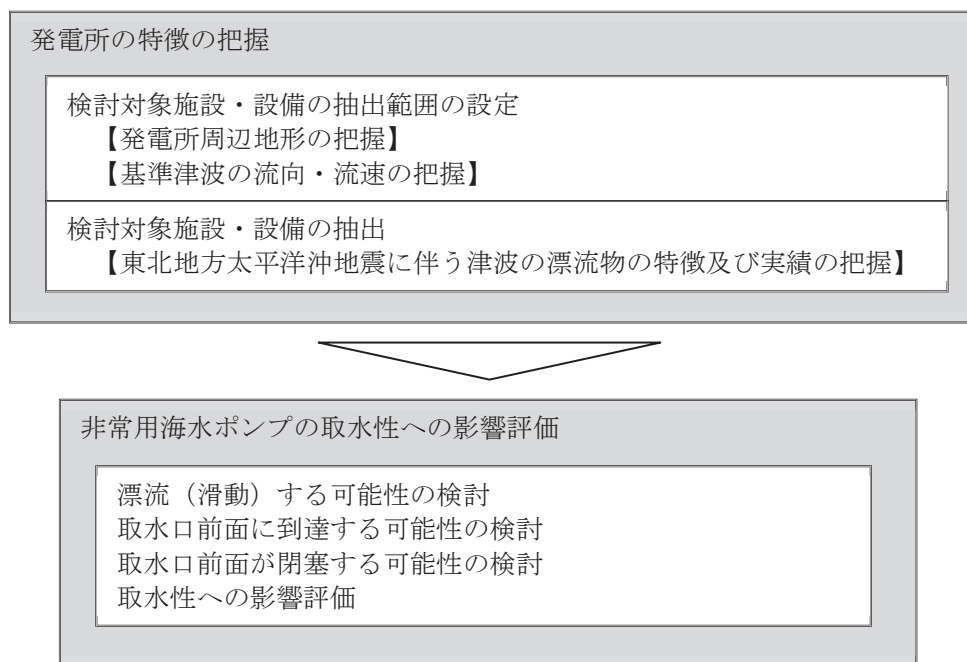 発電所の特徴の把握
検討対象施設・設備の抽出範囲の設定
【発電所周辺地形の把握】
【基準津波の流向・流速の把握】
検討対象施設・設備の抽出
【東北地方太平洋沖地震に伴う津波の漂流物の特徴及び実績の把握】
非常用海水ポンプの取水性への影響評価
漂流（滑動）する可能性の検討
取水口前面に到達する可能性の検討
取水口前面が閉塞する可能性の検討
取水性への影響評価